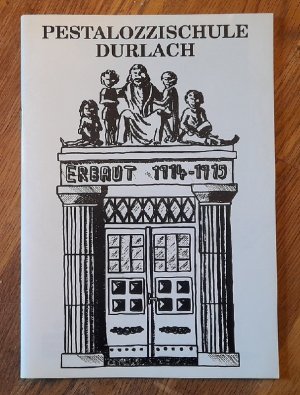 PESTALOZZISCHULE
DURLACH
ERBAUT 1914-1915